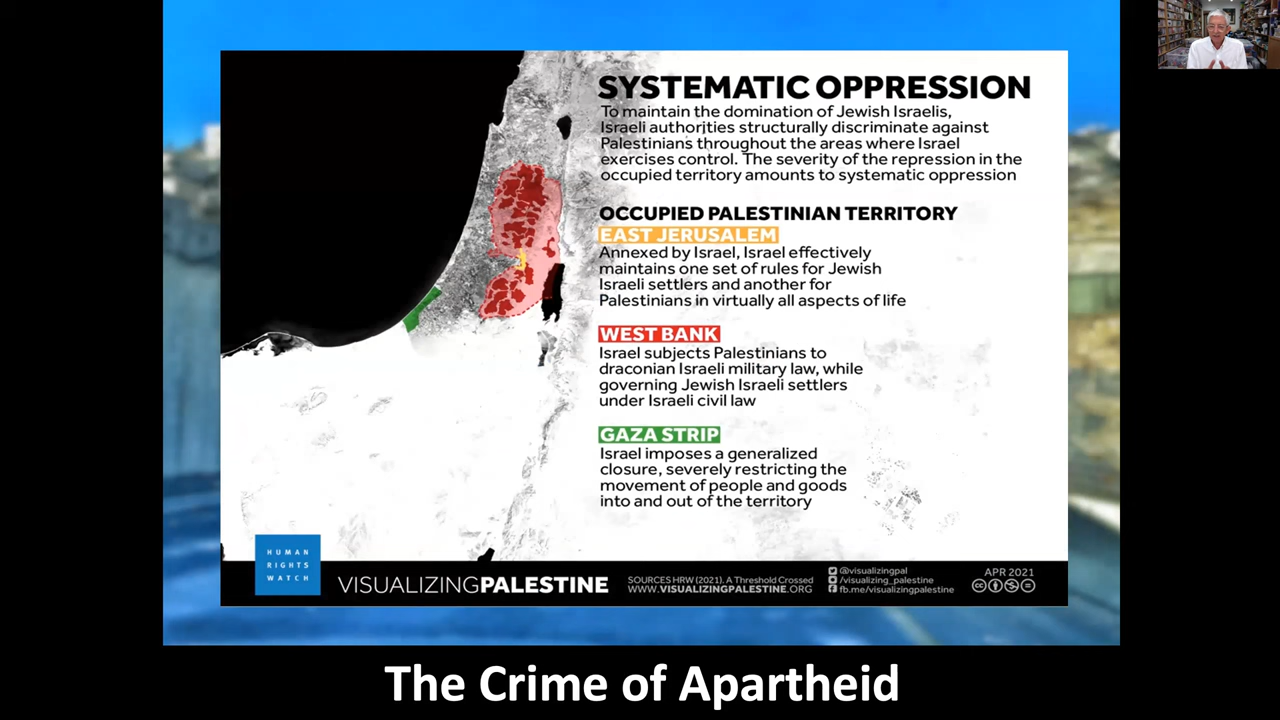 SYSTEMATIC OPPRESSION
To maintain the domination of Jewish Israelis,
Israeli authorities structurally discriminate against
Palestinians throughout the areas where Israel
exercises control. The severity of the repression in the
occupied territory amounts to systematic oppression
OCCUPIED PALESTINIAN TERRITORY
EAST JERUSALEM
Annexed by Israel, Israel effectively
maintains one set of rules for Jewish
Israeli settlers and another for
Palestinians in virtually all aspects of life
WEST BANK
Israel subjects Palestinians to
draconian Israeli military law, while
governing Jewish Israeli settlers
under Israeli civil law
GAZA STRIP
Israel imposes a generalized
closure, severely restricting the
movement of people and goods
into and out of the territory
HUMAN
RIGHTS
WATCH
VISUALIZINGPALESTINE
SOURCES HRW (2021). A Threshold Crossed
WWW.VISUALIZINGPALESTINE.ORG
@visualizingpal
/visualizing_palestine
fb.me/visualizingpalestine
APR 2021
The Crime of Apartheid